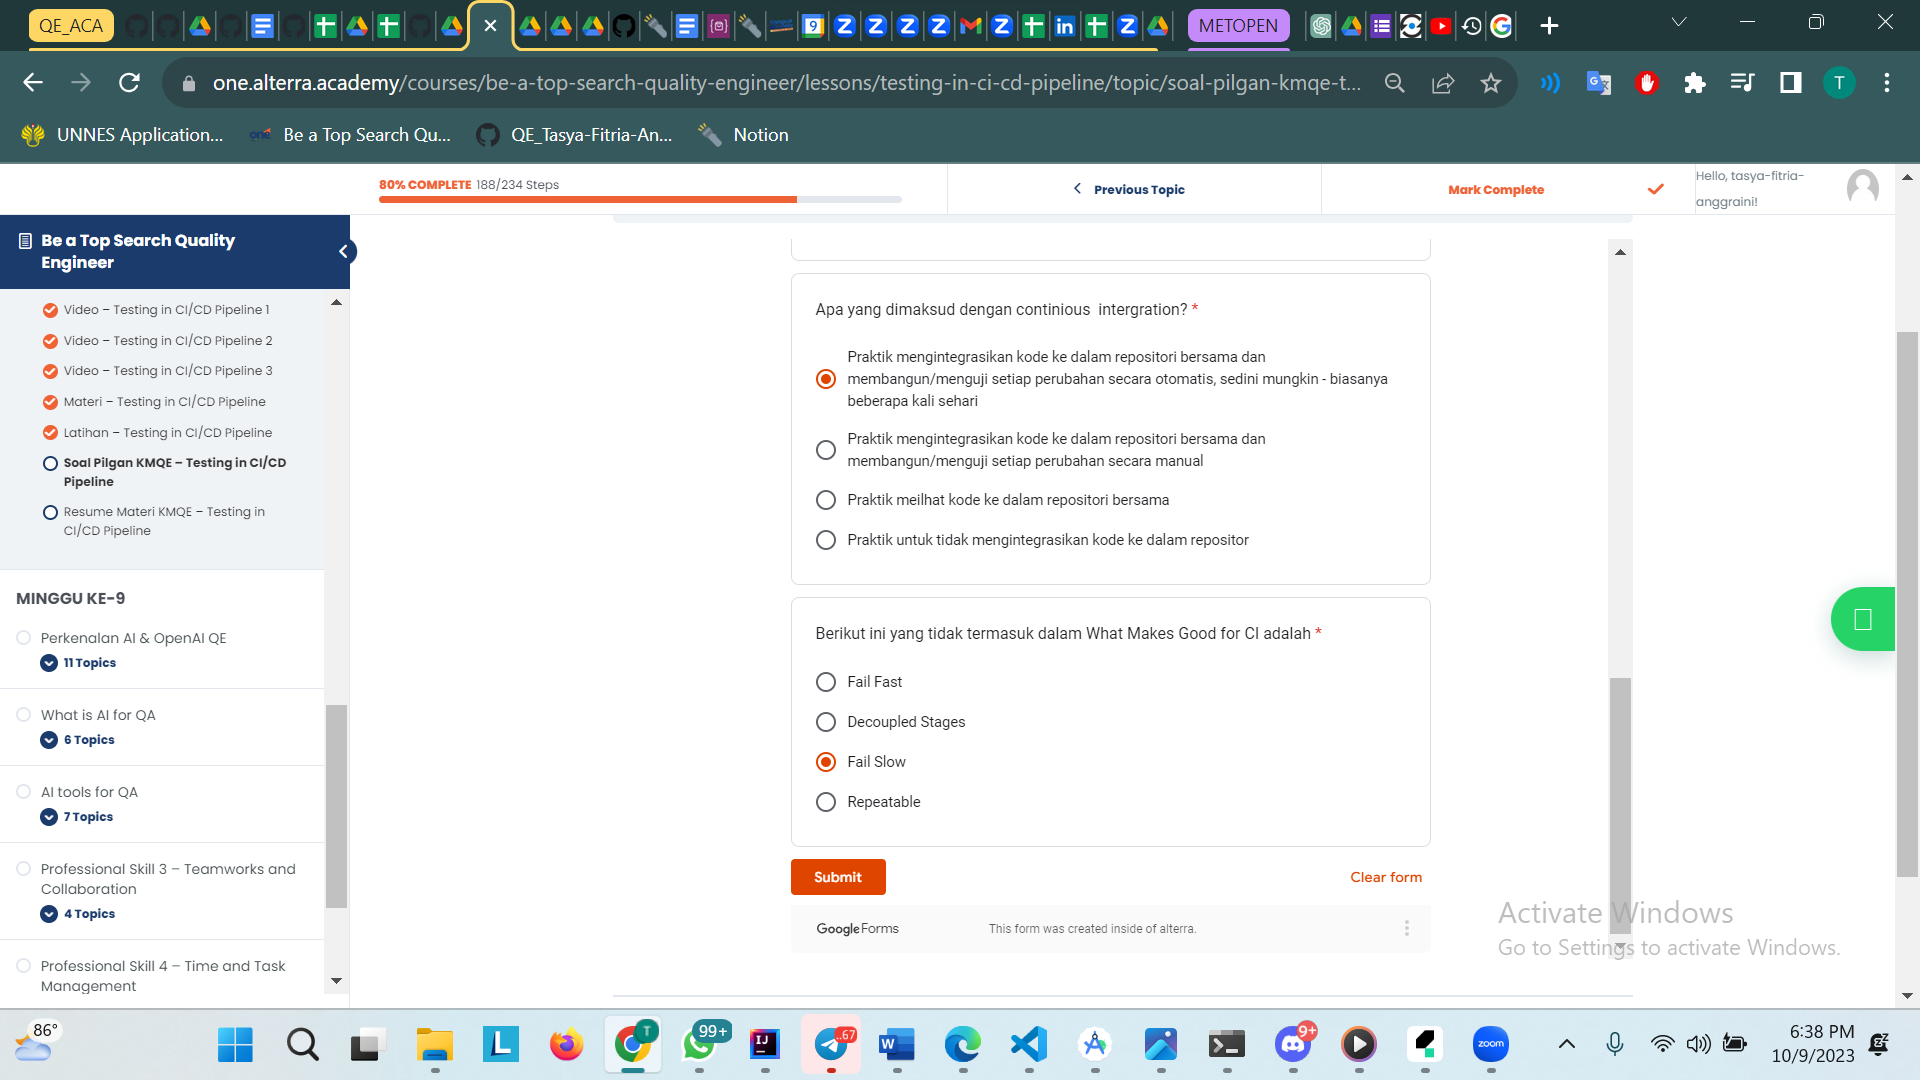 QE_ACA
METOPEN
one.alterra.academy/courses/be-a-top-search-quality-engineer/lessons/testing-in-ci-cd-pipeline/topic/soal-pilgan-kmqe-t...
T
UNNES Application...
one
Be a Top Search Qu...
QE_Tasya-Fitria-An...
Notion
80% COMPLETE 188/234 Steps
Previous Topic
Mark Complete
Hello, tasya-fitria-
anggraini!
Be a Top Search Quality
Engineer
Video – Testing in CI/CD Pipeline 1
Video – Testing in CI/CD Pipeline 2
Video – Testing in CI/CD Pipeline 3
Materi – Testing in CI/CD Pipeline
Latihan – Testing in CI/CD Pipeline
Soal Pilgan KMQE – Testing in CI/CD
Pipeline
Resume Materi KMQE – Testing in
CI/CD Pipeline
MINGGU KE-9
Perkenalan AI & OpenAI QE
11 Topics
What is AI for QA
6 Topics
AI tools for QA
7 Topics
Professional Skill 3 – Teamworks and
Collaboration
4 Topics
Professional Skill 4 – Time and Task
Management
Apa yang dimaksud dengan continious  intergration? *
Praktik mengintegrasikan kode ke dalam repositori bersama dan
membangun/menguji setiap perubahan secara otomatis, sedini mungkin - biasanya
beberapa kali sehari
Praktik mengintegrasikan kode ke dalam repositori bersama dan
membangun/menguji setiap perubahan secara manual
Praktik meilhat kode ke dalam repositori bersama
Praktik untuk tidak mengintegrasikan kode ke dalam repositor
Berikut ini yang tidak termasuk dalam What Makes Good for CI adalah *
Fail Fast
Decoupled Stages
Fail Slow
Repeatable
Submit
Clear form
Google Forms
This form was created inside of alterra.
Activate Windows
Go to Settings to activate Windows.
86°
L
T
99+
IJ
..67
W
9+
zoom
6:38 PM
10/9/2023